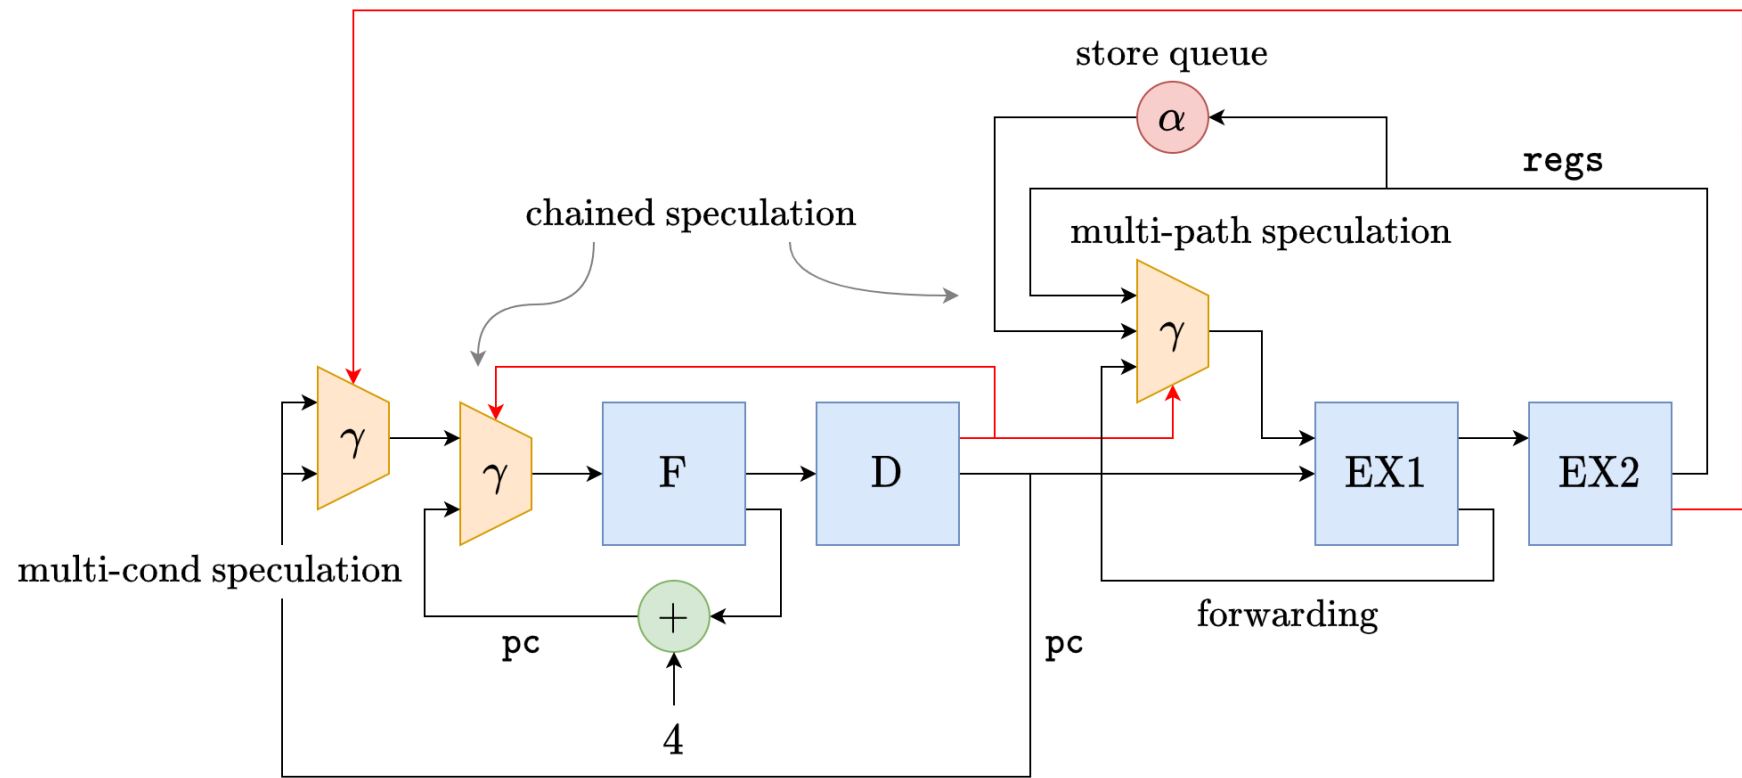 store queue
α
regs
chained speculation
multi-path speculation
γ
γ
γ
F
D
EX1
EX2
multi-cond speculation
+
forwarding
pc
pc
4